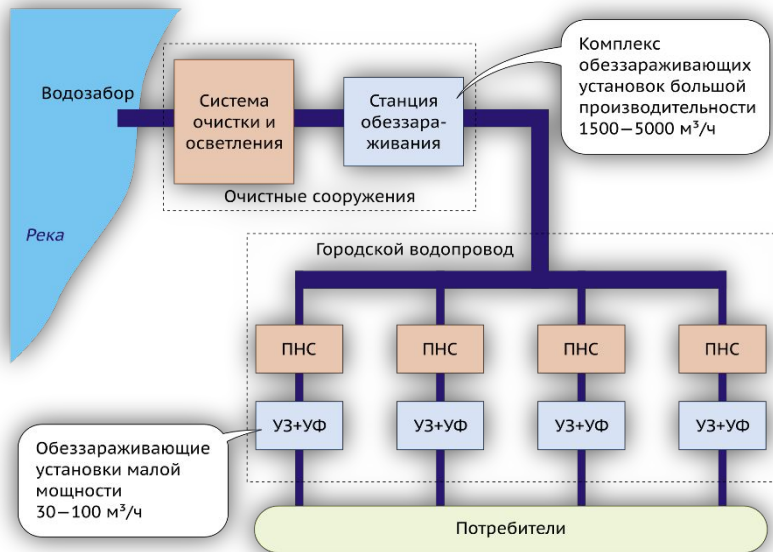 Водозабор
Река
Система
очистки и
осветления
Станция
обеззара-
живания
Очистные сооружения
Комплекс
обеззараживающих
установок большой
производительности
1500—5000 м³/ч
Городской водопровод
ПНС
ПНС
ПНС
ПНС
УЗ+УФ
УЗ+УФ
УЗ+УФ
УЗ+УФ
Обеззараживающие
установки малой
мощности
30—100 м³/ч
Потребители